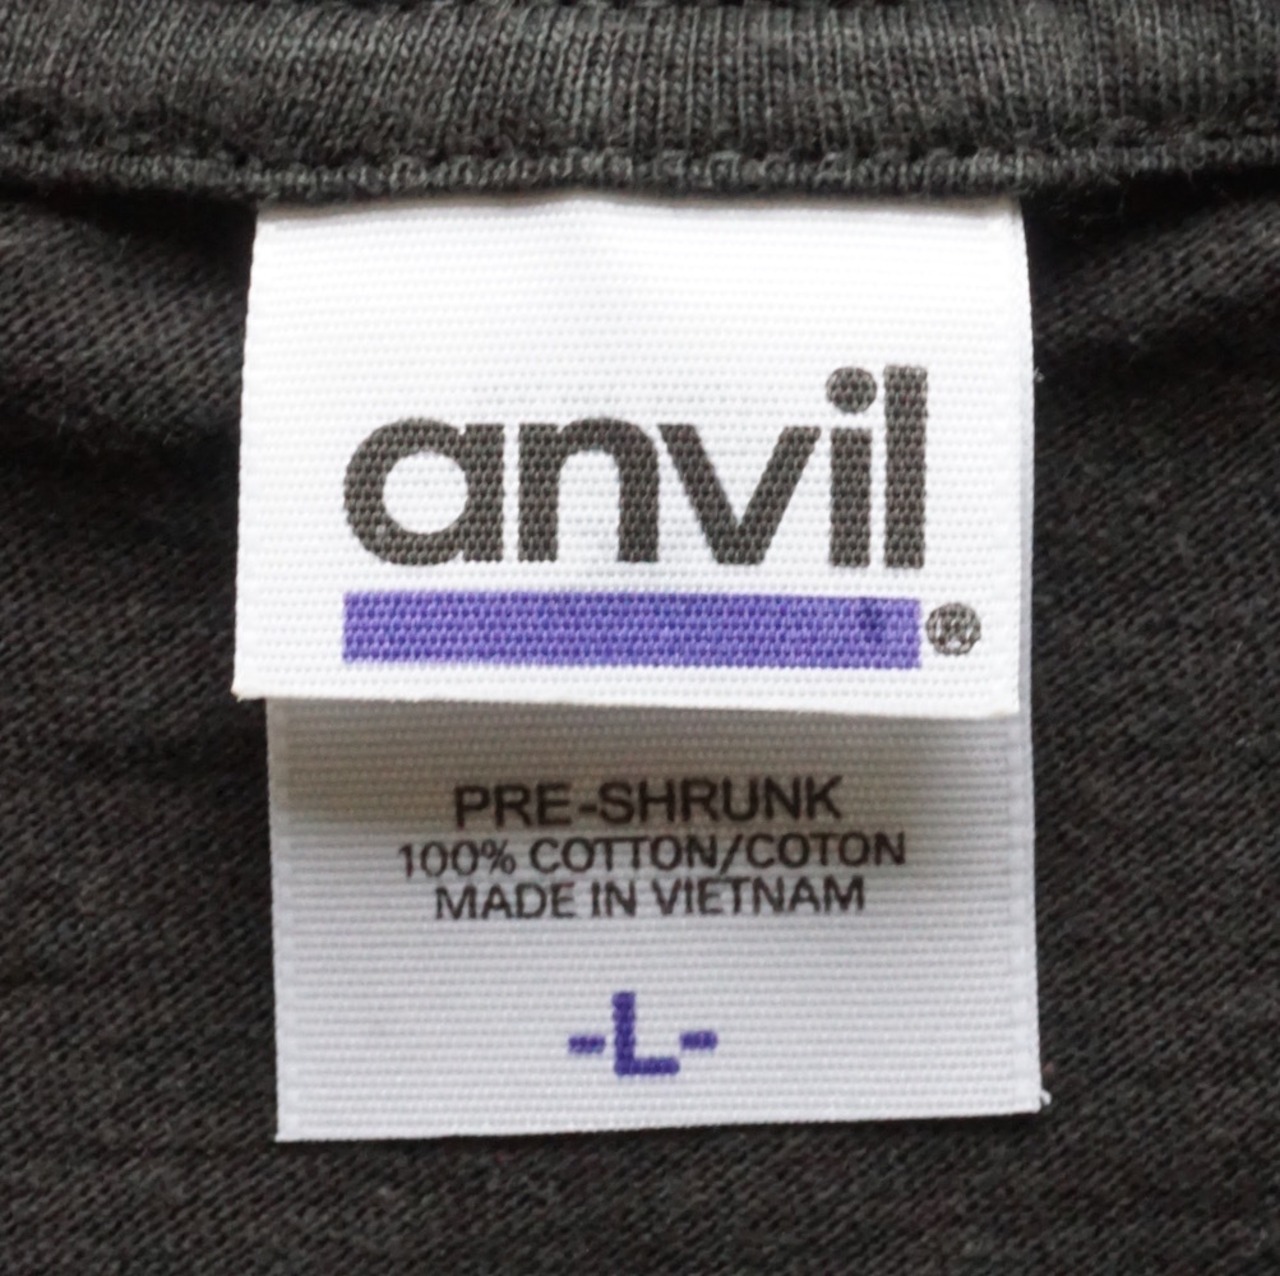 anvil
®
PRE-SHRUNK
100% COTTON/COTON
MADE IN VIETNAM
-L-